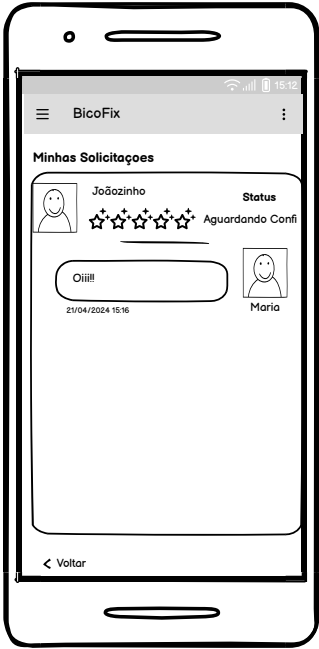 15:12
BicoFix
Minhas Solicitaçoes
Joãozinho
Status
Aguardando Confi
Oiii!!
21/04/2024 15:16
Maria
Voltar